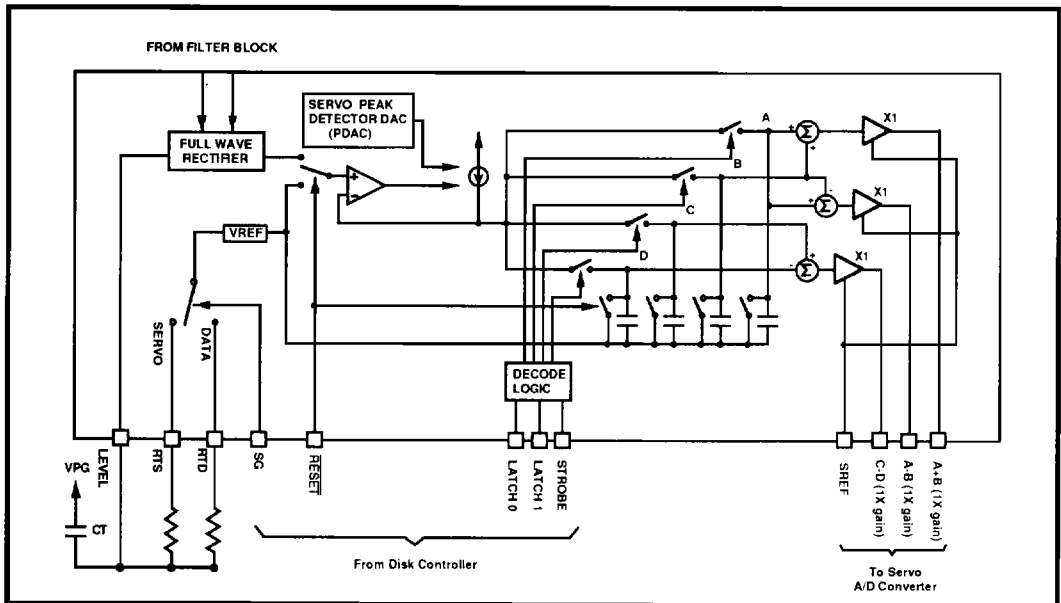 FROM FILTER BLOCK
SERVO PEAK
DETECTOR DAC
(PDAC)
FULL WAVE
RECTIFIER
VREF
SERVO
DATA
+
−
A
B
C
D
Σ
+
+
X1
Σ
-
+
X1
Σ
+
-
X1
DECODE
LOGIC
VPG
CT
LEVEL
RTS
RTD
SG
RESET
LATCH 0
LATCH 1
STROBE
SREF
C-D (1X gain)
A-B (1X gain)
A+B (1X gain)
From Disk Controller
To Servo
A/D Converter